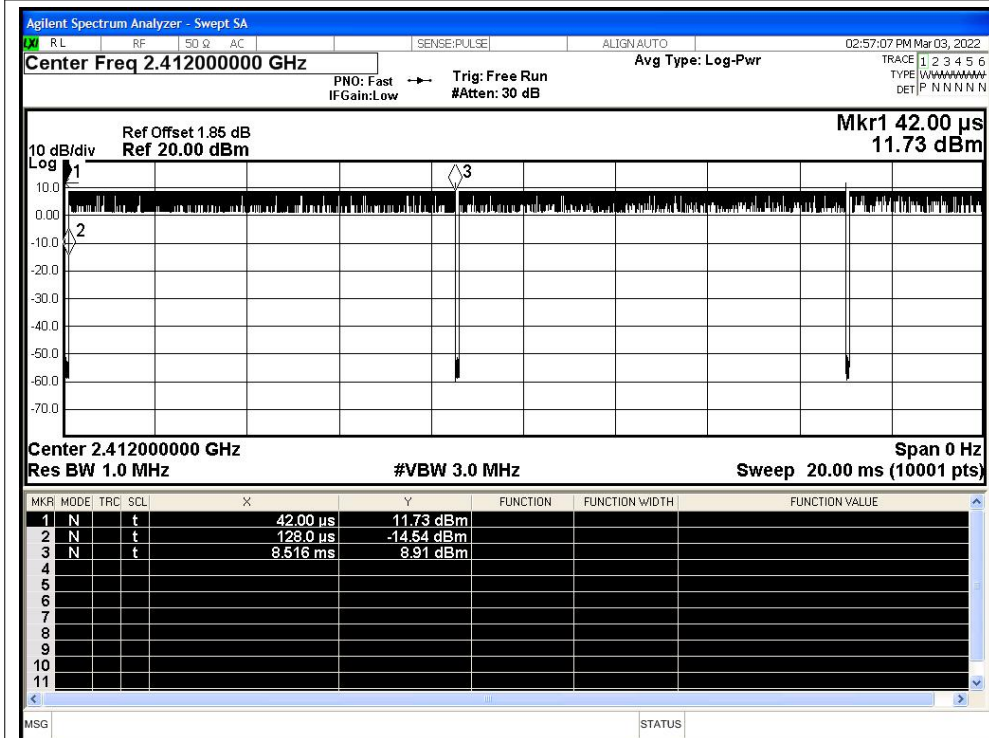 Agilent Spectrum Analyzer - Swept SA
LXI RL RF 50 Ω AC SENSE:PULSE ALIGN AUTO 02:57:07 PM Mar 03, 2022
Center Freq 2.412000000 GHz Avg Type: Log-Pwr TRACE 1 2 3 4 5 6
PNO: Fast Trig: Free Run TYPE
IFGain:Low #Atten: 30 dB DET P N N N N N
Mkr1 42.00 µs
Ref Offset 1.85 dB
10 dB/div Ref 20.00 dBm 11.73 dBm
Log
1
3
10.0
0.00
2
-10.0
-20.0
-30.0
-40.0
-50.0
-60.0
-70.0
Center 2.412000000 GHz Span 0 Hz
Res BW 1.0 MHz #VBW 3.0 MHz Sweep 20.00 ms (10001 pts)
MKR MODE TRC SCL X Y FUNCTION FUNCTION WIDTH FUNCTION VALUE
1 N t 42.00 µs 11.73 dBm
2 N t 128.0 µs -14.54 dBm
3 N t 8.516 ms 8.91 dBm
4
5
6
7
8
9
10
11
MSG STATUS